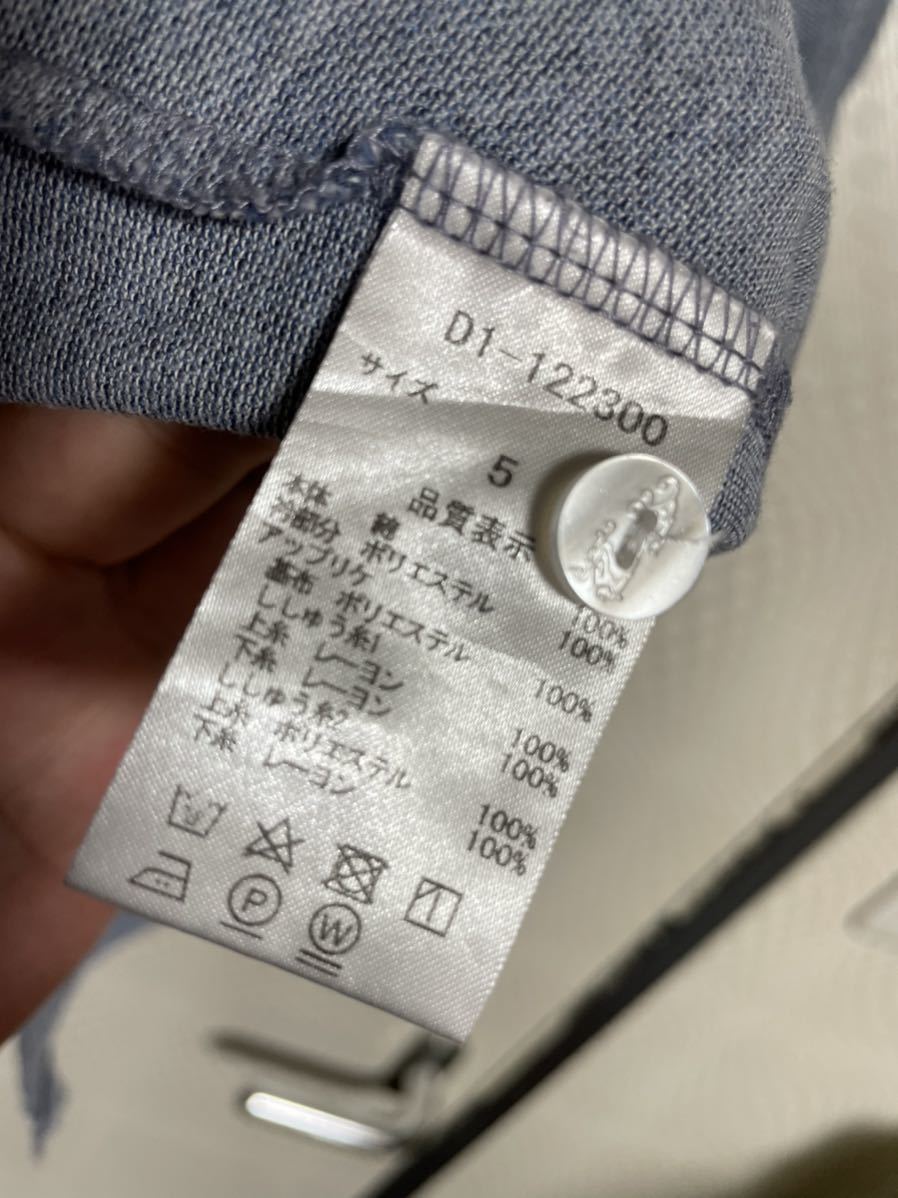 D1-122300
サイズ
5
品質表示
本体 綿 100%
別部分 ポリエステル 100%
アップリケ
基布 ポリエステル 100%
ししゅう糸1
上糸 レーヨン 100%
下糸 レーヨン 100%
ししゅう糸2
上糸 ポリエステル 100%
下糸 レーヨン 100%
P
W